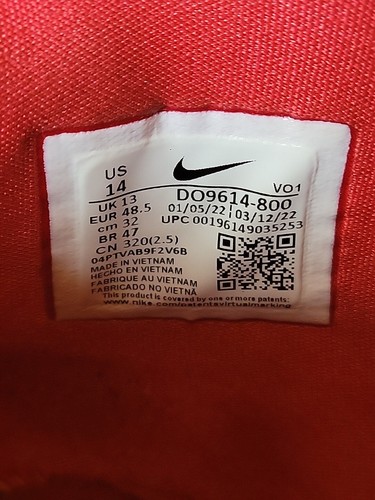 US
14
UK 13
EUR 48.5
cm 32
BR 47
CN 320(2.5)
04PTVAB9F2V6B
VO1
DO9614-800
01/05/22 03/12/22
UPC 00196149035253
MADE IN VIETNAM
HECHO EN VIETNAM
FABRIQUE AU VIETNAM
FABRICADO NO VIETNÃ
This product is covered by one or more patents:
www.nike.com/patentsvirtualmarking